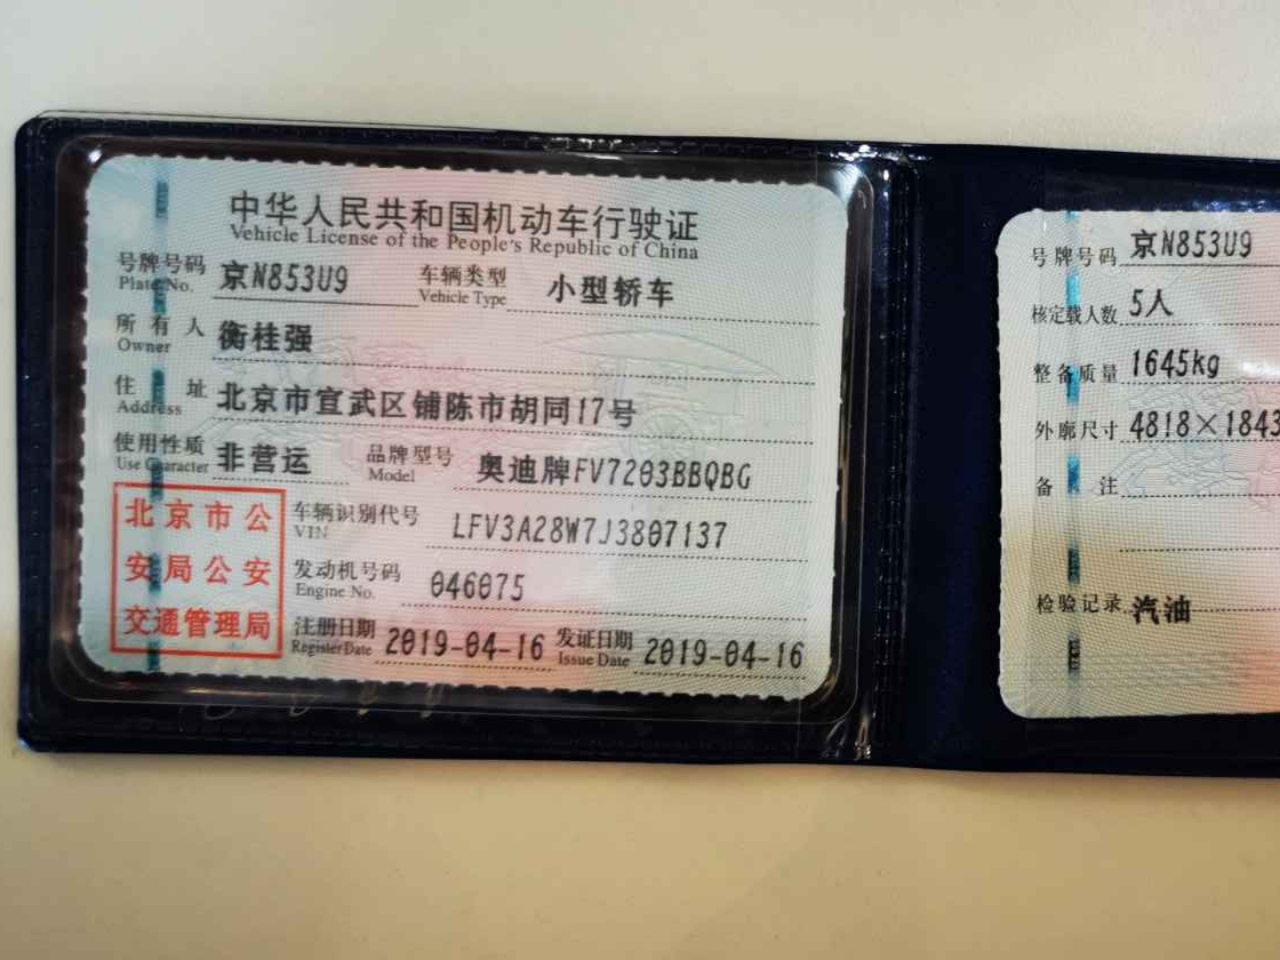 中华人民共和国机动车行驶证
Vehicle License of the People's Republic of China
号牌号码 京N853U9 车辆类型 小型轿车
Plate No. Vehicle Type
所有人 衡桂强
Owner
住址 北京市宣武区铺陈市胡同17号
Address
使用性质 非营运 品牌型号 奥迪牌FV7203BBQBG
Use Character Model
北京市公
安局公安
交通管理局
车辆识别代号 LFV3A28W7J3807137
VIN
发动机号码 046075
Engine No.
注册日期 2019-04-16 发证日期 2019-04-16
Register Date Issue Date
号牌号码 京N853U9
核定载人数 5人
整备质量 1645kg
外廓尺寸 4818×1843
备注
检验记录 汽油